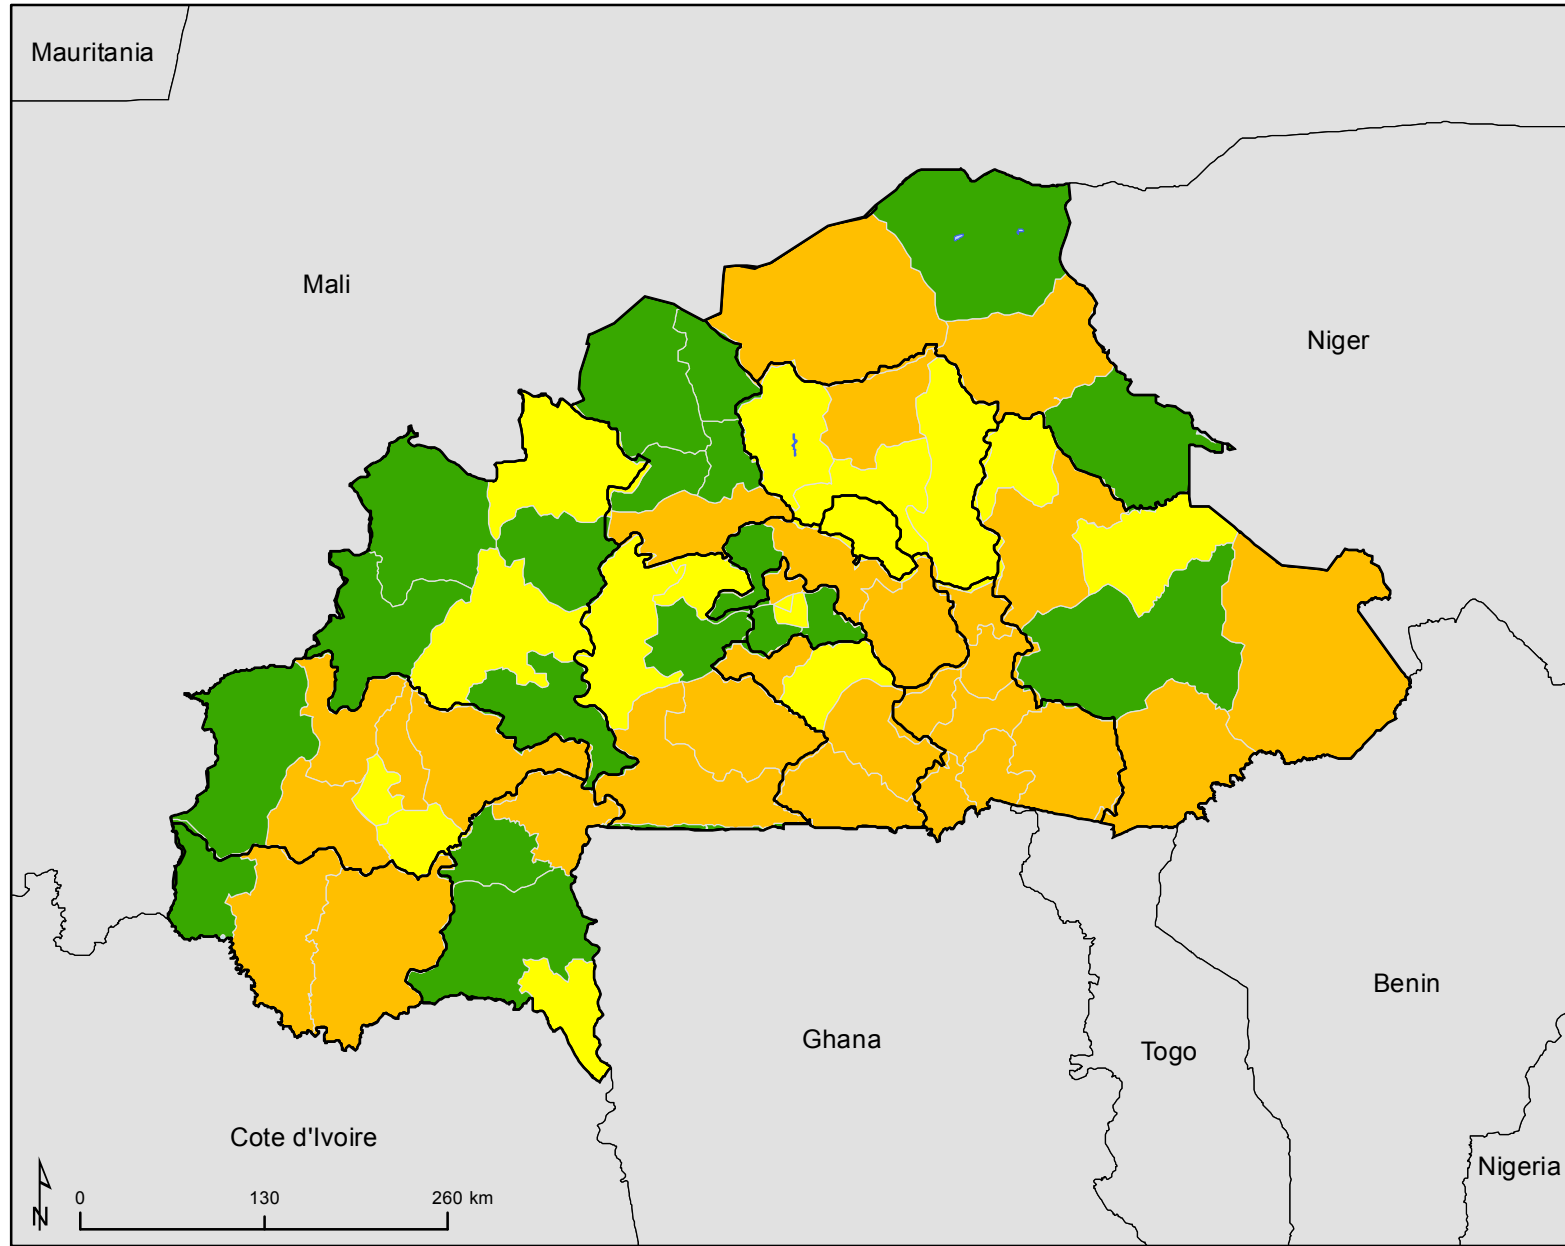 Mauritania
Mali
Niger
Benin
Ghana
Togo
Cote d'Ivoire
Nigeria
N
0 130 260 km